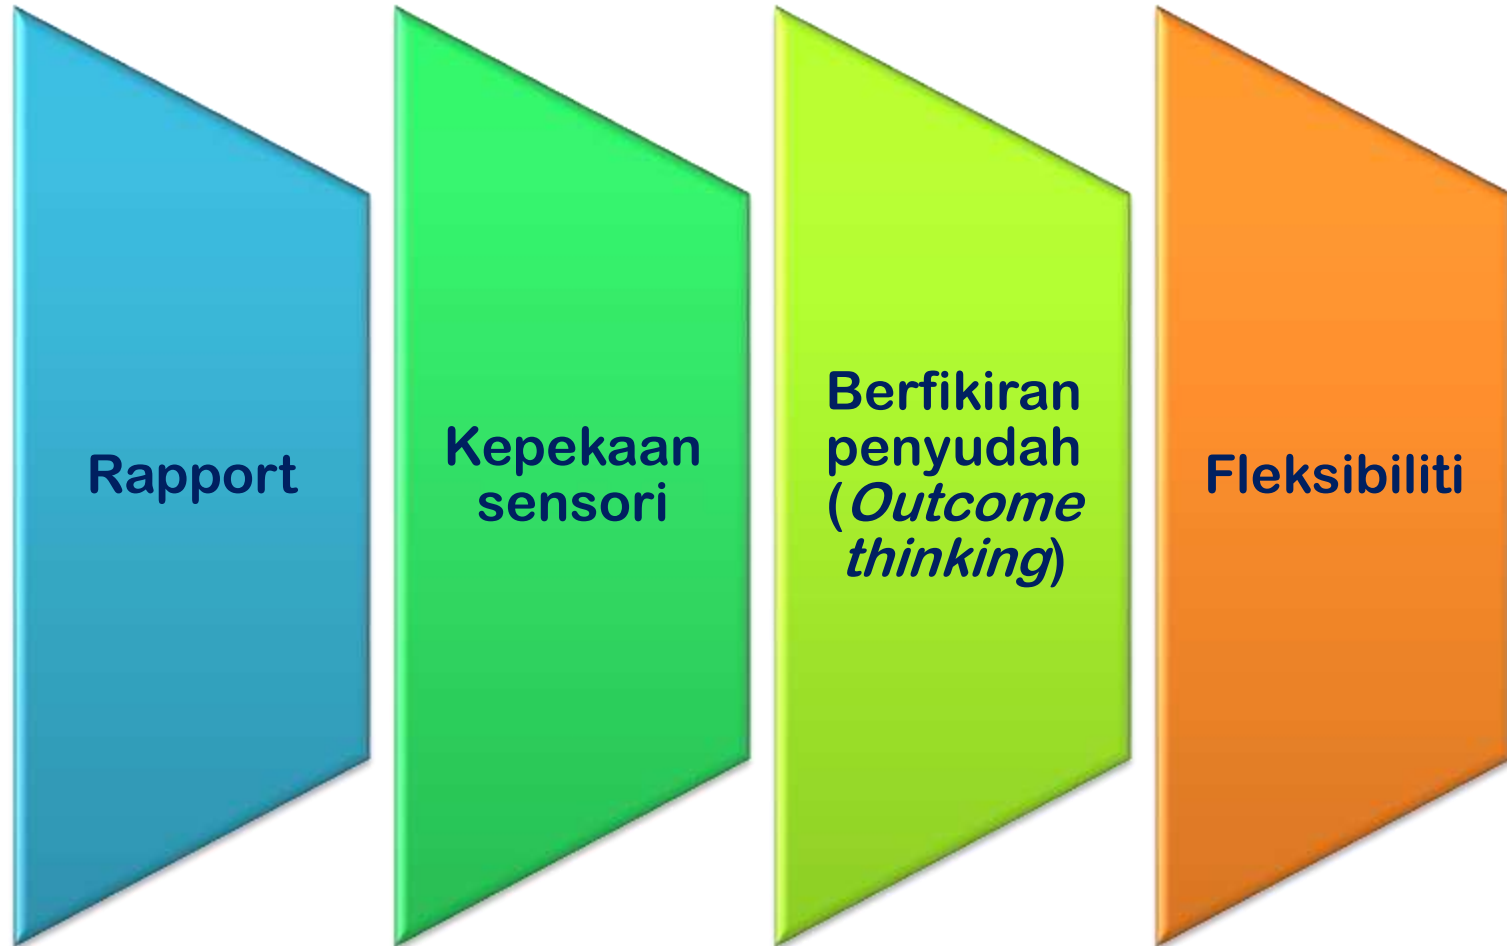 Rapport
Kepekaan
sensori
Berfikiran
penyudah
(Outcome
thinking)
Fleksibiliti